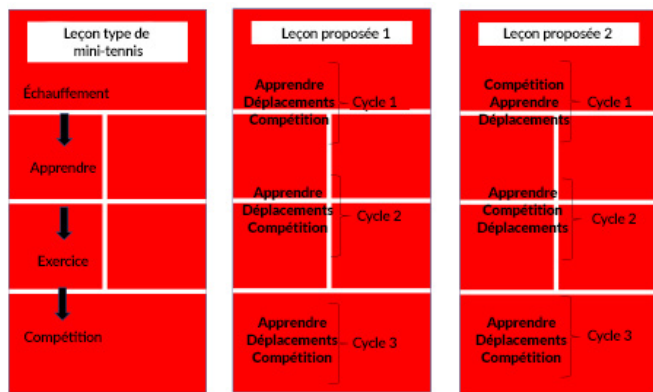 Leçon type de
mini-tennis
Échauffement
Apprendre
Exercice
Compétition
Leçon proposée 1
Apprendre
Déplacements
Compétition
Cycle 1
Apprendre
Déplacements
Compétition
Cycle 2
Apprendre
Déplacements
Compétition
Cycle 3
Leçon proposée 2
Compétition
Apprendre
Déplacements
Cycle 1
Apprendre
Compétition
Déplacements
Cycle 2
Apprendre
Déplacements
Compétition
Cycle 3